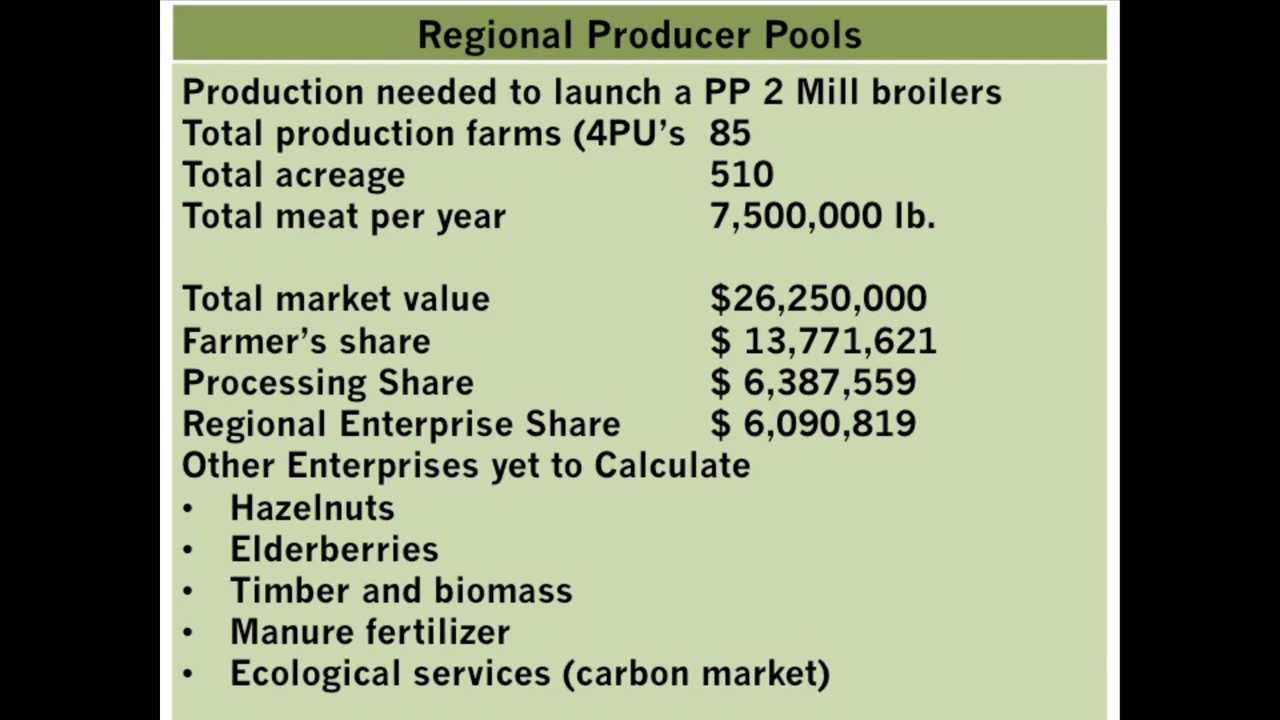 Regional Producer Pools
Production needed to launch a PP 2 Mill broilers
Total production farms (4PU's 85
Total acreage 510
Total meat per year 7,500,000 lb.
Total market value $26,250,000
Farmer's share $ 13,771,621
Processing Share $ 6,387,559
Regional Enterprise Share $ 6,090,819
Other Enterprises yet to Calculate
• Hazelnuts
• Elderberries
• Timber and biomass
• Manure fertilizer
• Ecological services (carbon market)